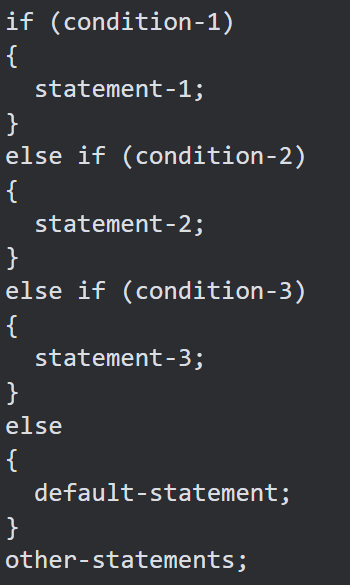 if (condition-1)
{
  statement-1;
}
else if (condition-2)
{
  statement-2;
}
else if (condition-3)
{
  statement-3;
}
else
{
  default-statement;
}
other-statements;